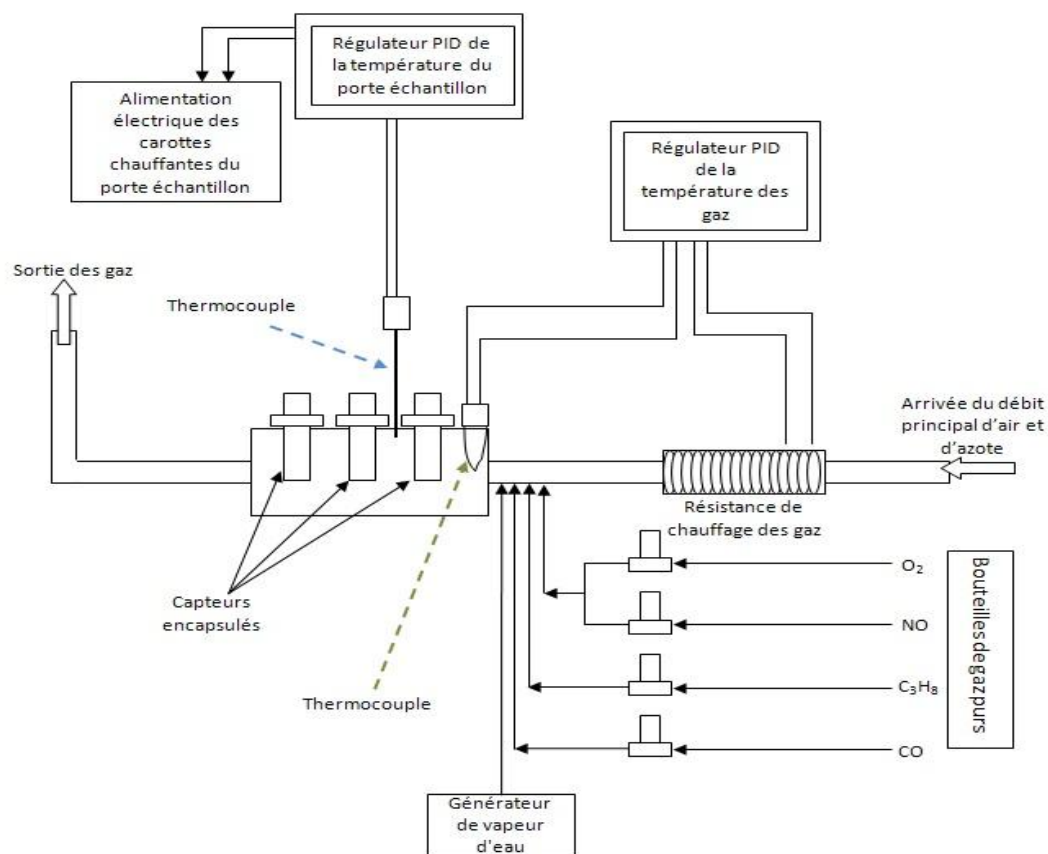 Régulateur PID de
la température du
porte échantillon
Alimentation
électrique des
carottes
chauffantes du
porte échantillon
Régulateur PID
de la
température des
gaz
Sortie des gaz
Thermocouple
Arrivée du débit
principal d'air et
d'azote
Résistance de
chauffage des gaz
Capteurs
encapsulés
Thermocouple
O₂
NO
C₃H₈
CO
Bouteillesdegazpurs
Générateur
de vapeur
d'eau